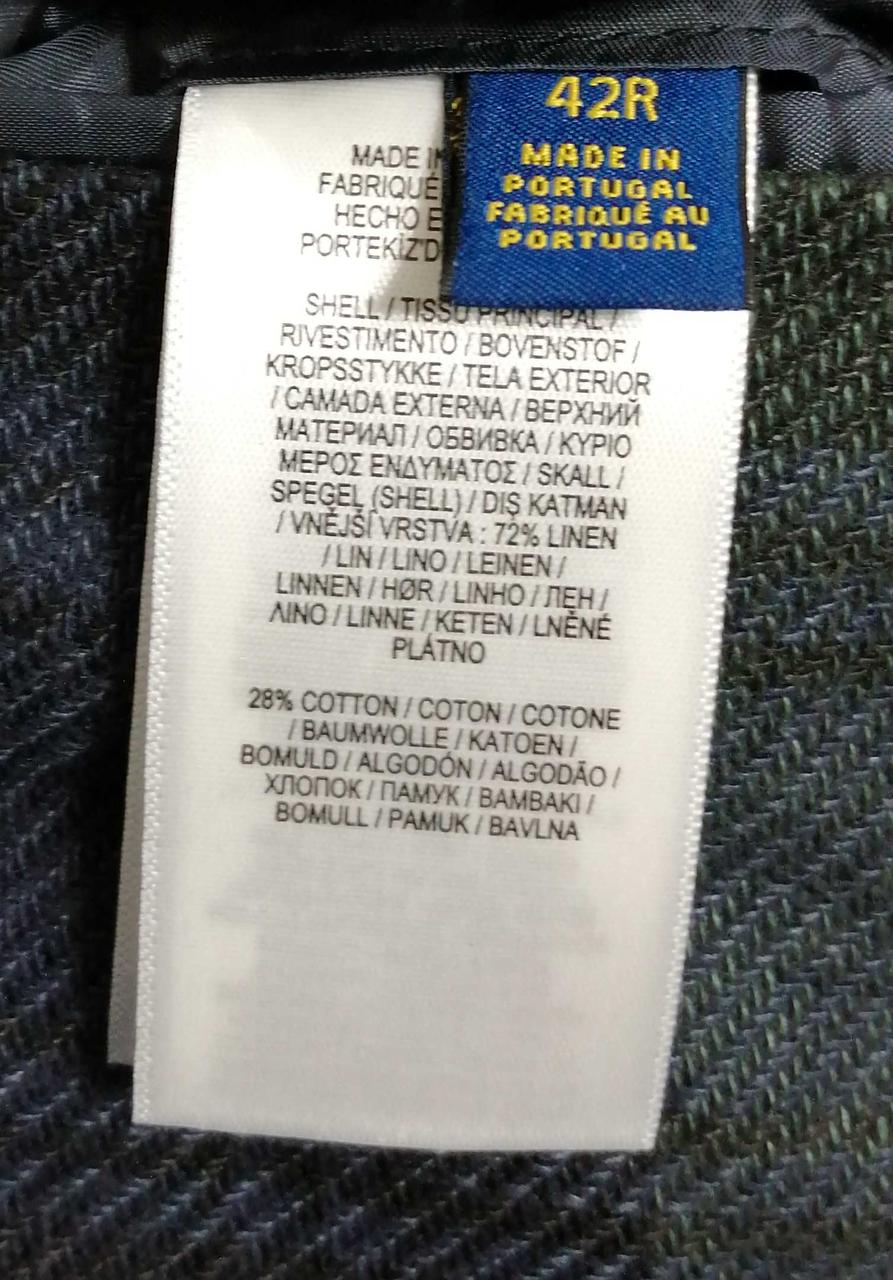 42R
MADE IN
PORTUGAL
FABRIQUÉ AU
PORTUGAL
MADE
FABRIQUÉ
HECHO
SHELL / TISSU PRINCIPAL /
RIVESTIMENTO / BOVENSTOF /
KROPSSTYKKE / TELA EXTERIOR
/ CAMADA EXTERNA / ВЕРХНИЙ
МАТЕРИАЛ / ОБВИВКА / ΚΥΡΙΟ
ΜΕΡΟΣ ΕΝΔΥΜΑΤΟΣ / SKALL /
SPEGEL (SHELL) / DIŞ KATMAN
/ VNĚJŠÍ VRSTVA : 72% LINEN
/ LIN / LINO / LEINEN /
LINNEN / HØR / LINHO / ЛЕН /
ΛΙΝΟ / LINNE / KETEN / LNĚNÉ
PLÁTNO
28% COTTON / COTON / COTONE
/ BAUMWOLLE / KATOEN /
BOMULD / ALGODÓN / ALGODÃO /
ХЛОПОК / ПАМУК / ΒΑΜΒΑΚΙ /
BOMULL / PAMUK / BAVLNA